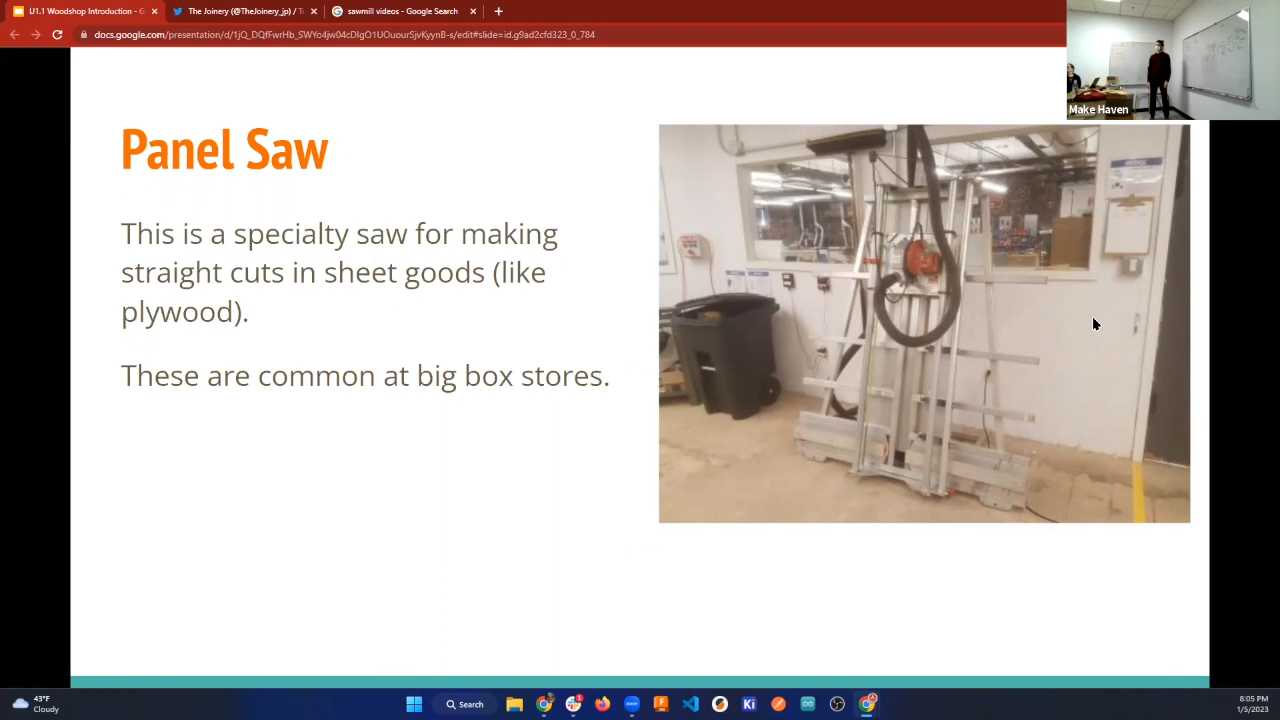 U1.1 Woodshop Introduction - G
The Joinery (@TheJoinery_jp) / T
sawmill videos - Google Search
docs.google.com/presentation/d/1jQ_DQfFwrHb_SWYo4jw04cDIgO1UOuourSjvKyynB-s/edit#slide=id.g9ad2cfd323_0_784
Make Haven
Panel Saw
This is a specialty saw for making
straight cuts in sheet goods (like
plywood).
These are common at big box stores.
NOTICE
43°F
Cloudy
Search
8:05 PM
1/5/2023